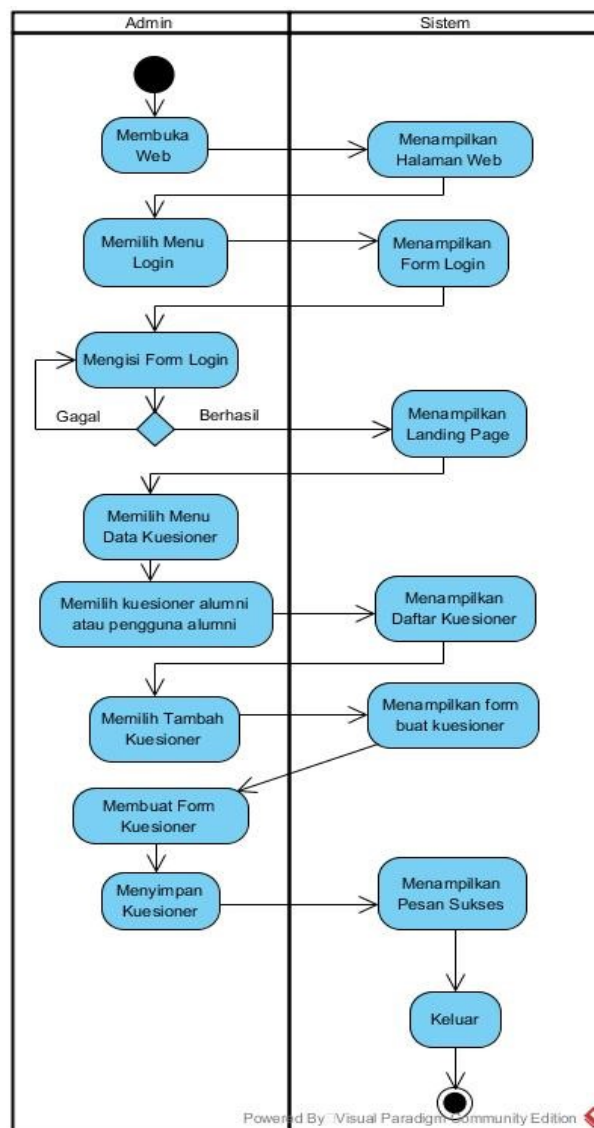 Admin
Sistem
Membuka
Web
Menampilkan
Halaman Web
Memilih Menu
Login
Menampilkan
Form Login
Mengisi Form Login
Gagal
Berhasil
Menampilkan
Landing Page
Memilih Menu
Data Kuesioner
Memilih kuesioner alumni
atau pengguna alumni
Menampilkan
Daftar Kuesioner
Memilih Tambah
Kuesioner
Menampilkan form
buat kuesioner
Membuat Form
Kuesioner
Menyimpan
Kuesioner
Menampilkan
Pesan Sukses
Keluar
Powered By Visual Paradigm Community Edition